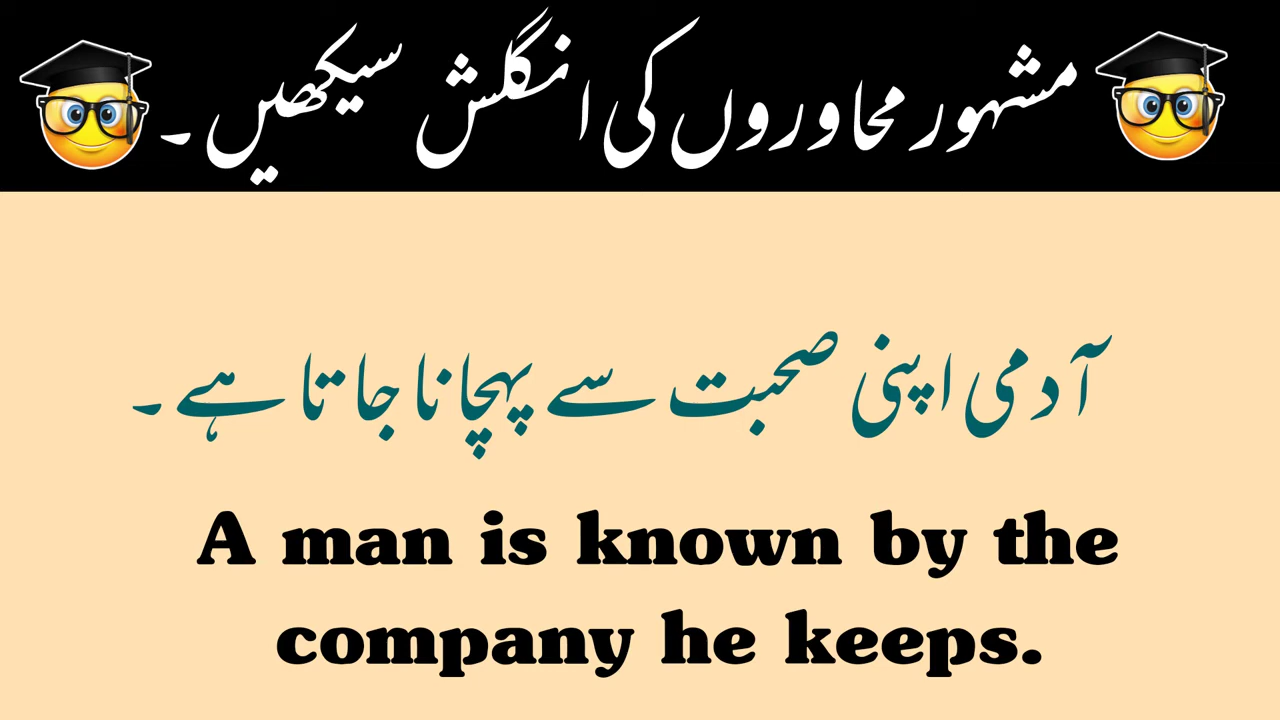 مشہور محاوروں کی انگلش سیکھیں۔
آدمی اپنی صحبت سے پہچانا جاتا ہے۔
A man is known by the
company he keeps.